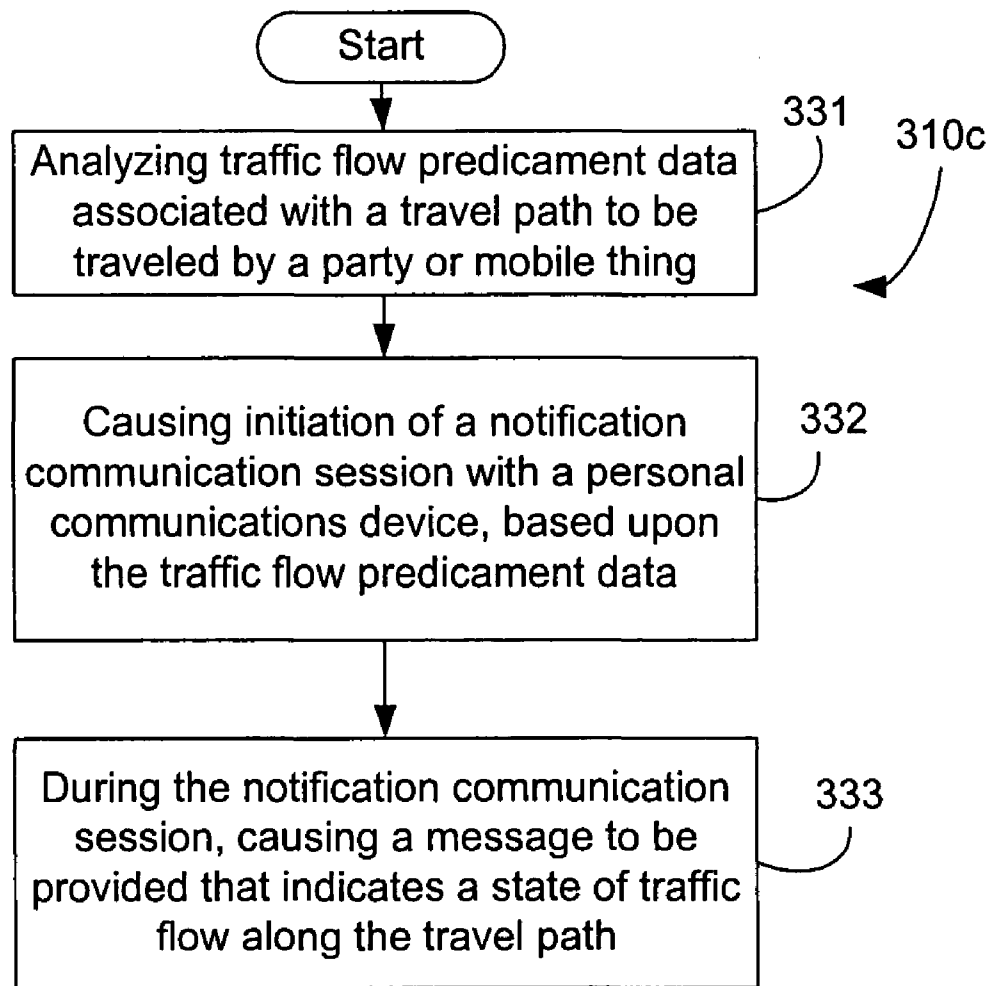 Start
331
310c
Analyzing traffic flow predicament data
associated with a travel path to be
traveled by a party or mobile thing
332
Causing initiation of a notification
communication session with a personal
communications device, based upon
the traffic flow predicament data
333
During the notification communication
session, causing a message to be
provided that indicates a state of traffic
flow along the travel path